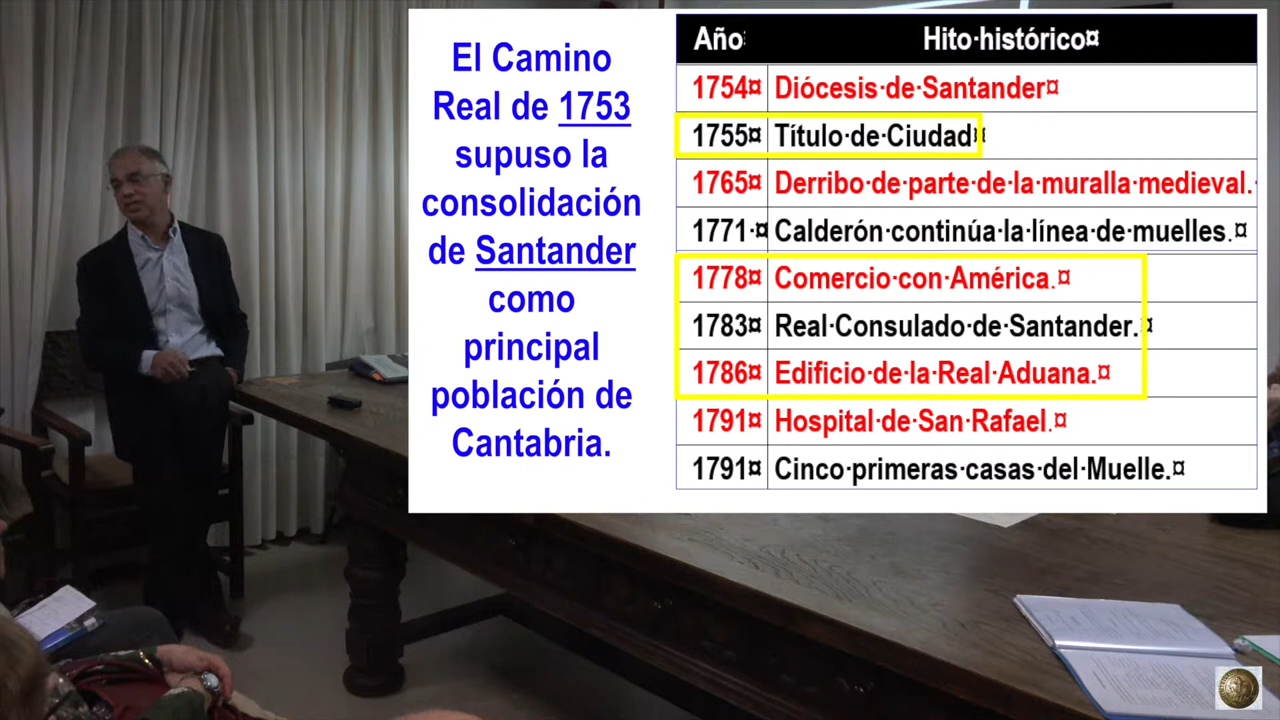 El Camino
Real de 1753
supuso la
consolidación
de Santander
como
principal
población de
Cantabria.
Año Hito·histórico¤
1754¤ Diócesis·de·Santander¤
1755¤ Título·de·Ciudad¤
1765¤ Derribo·de·parte·de·la·muralla·medieval.·
1771·¤ Calderón·continúa·la·línea·de·muelles.¤
1778¤ Comercio·con·América.¤
1783¤ Real·Consulado·de·Santander.¤
1786¤ Edificio·de·la·Real·Aduana.¤
1791¤ Hospital·de·San·Rafael.¤
1791¤ Cinco·primeras·casas·del·Muelle.¤